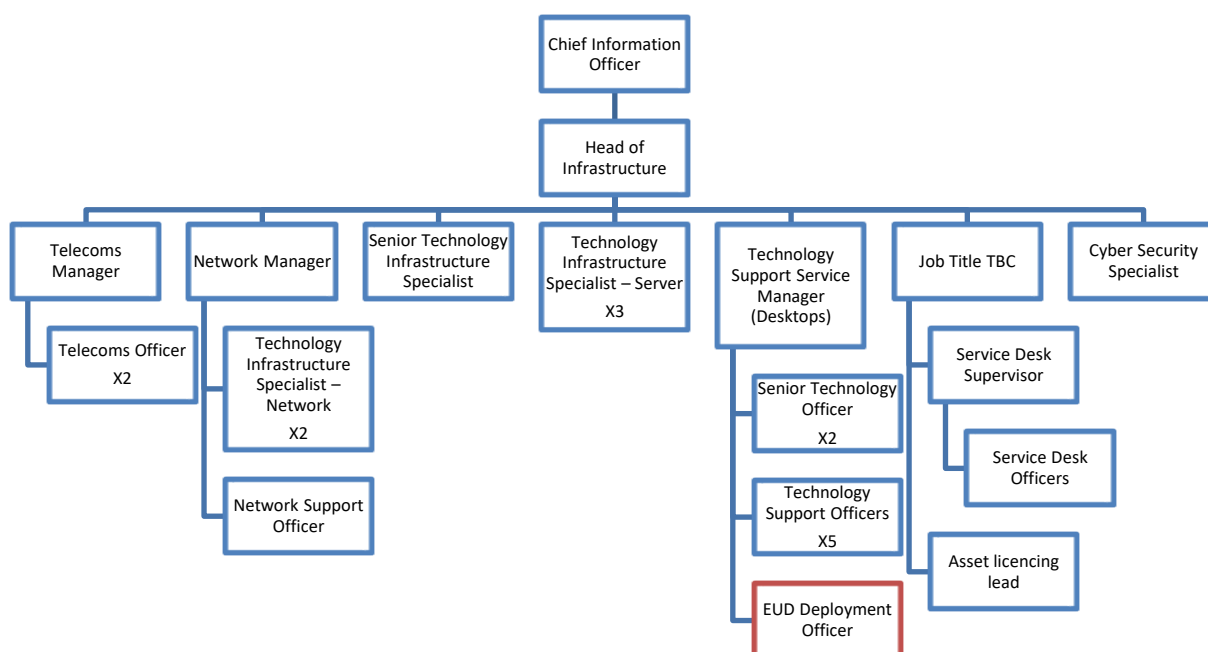 Chief Information
Officer
Head of
Infrastructure
Telecoms
Manager
Network Manager
Senior Technology
Infrastructure
Specialist
Technology
Infrastructure
Specialist – Server
X3
Technology
Support Service
Manager
(Desktops)
Job Title TBC
Cyber Security
Specialist
Telecoms Officer
X2
Technology
Infrastructure
Specialist –
Network
X2
Network Support
Officer
Senior Technology
Officer
X2
Technology
Support Officers
X5
EUD Deployment
Officer
Service Desk
Supervisor
Service Desk
Officers
Asset licencing
lead